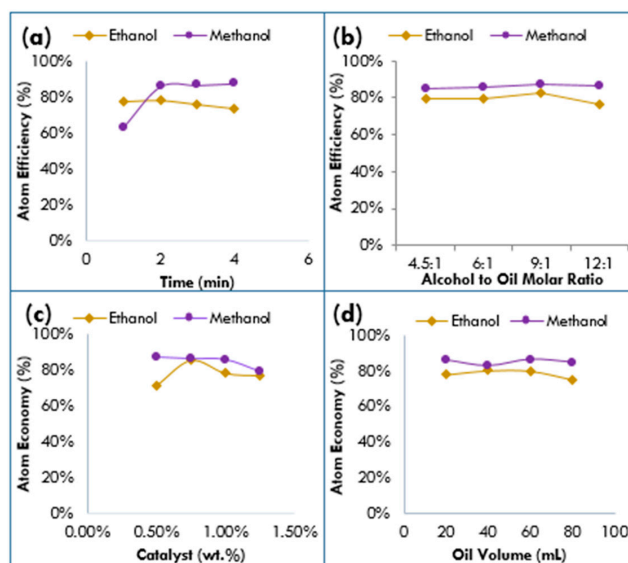 (a)
Ethanol Methanol
100%
80%
60%
40%
20%
0%
Atom Efficiency (%)
0 2 4 6
Time (min)
(b)
Ethanol Methanol
100%
80%
60%
40%
20%
0%
Atom Efficiency (%)
4.5:1 6:1 9:1 12:1
Alcohol to Oil Molar Ratio
(c)
Ethanol Methanol
100%
80%
60%
40%
20%
0%
Atom Economy (%)
0.00% 0.50% 1.00% 1.50%
Catalyst (wt.%)
(d)
Ethanol Methanol
100%
80%
60%
40%
20%
0%
Atom Economy (%)
0 20 40 60 80 100
Oil Volume (mL)